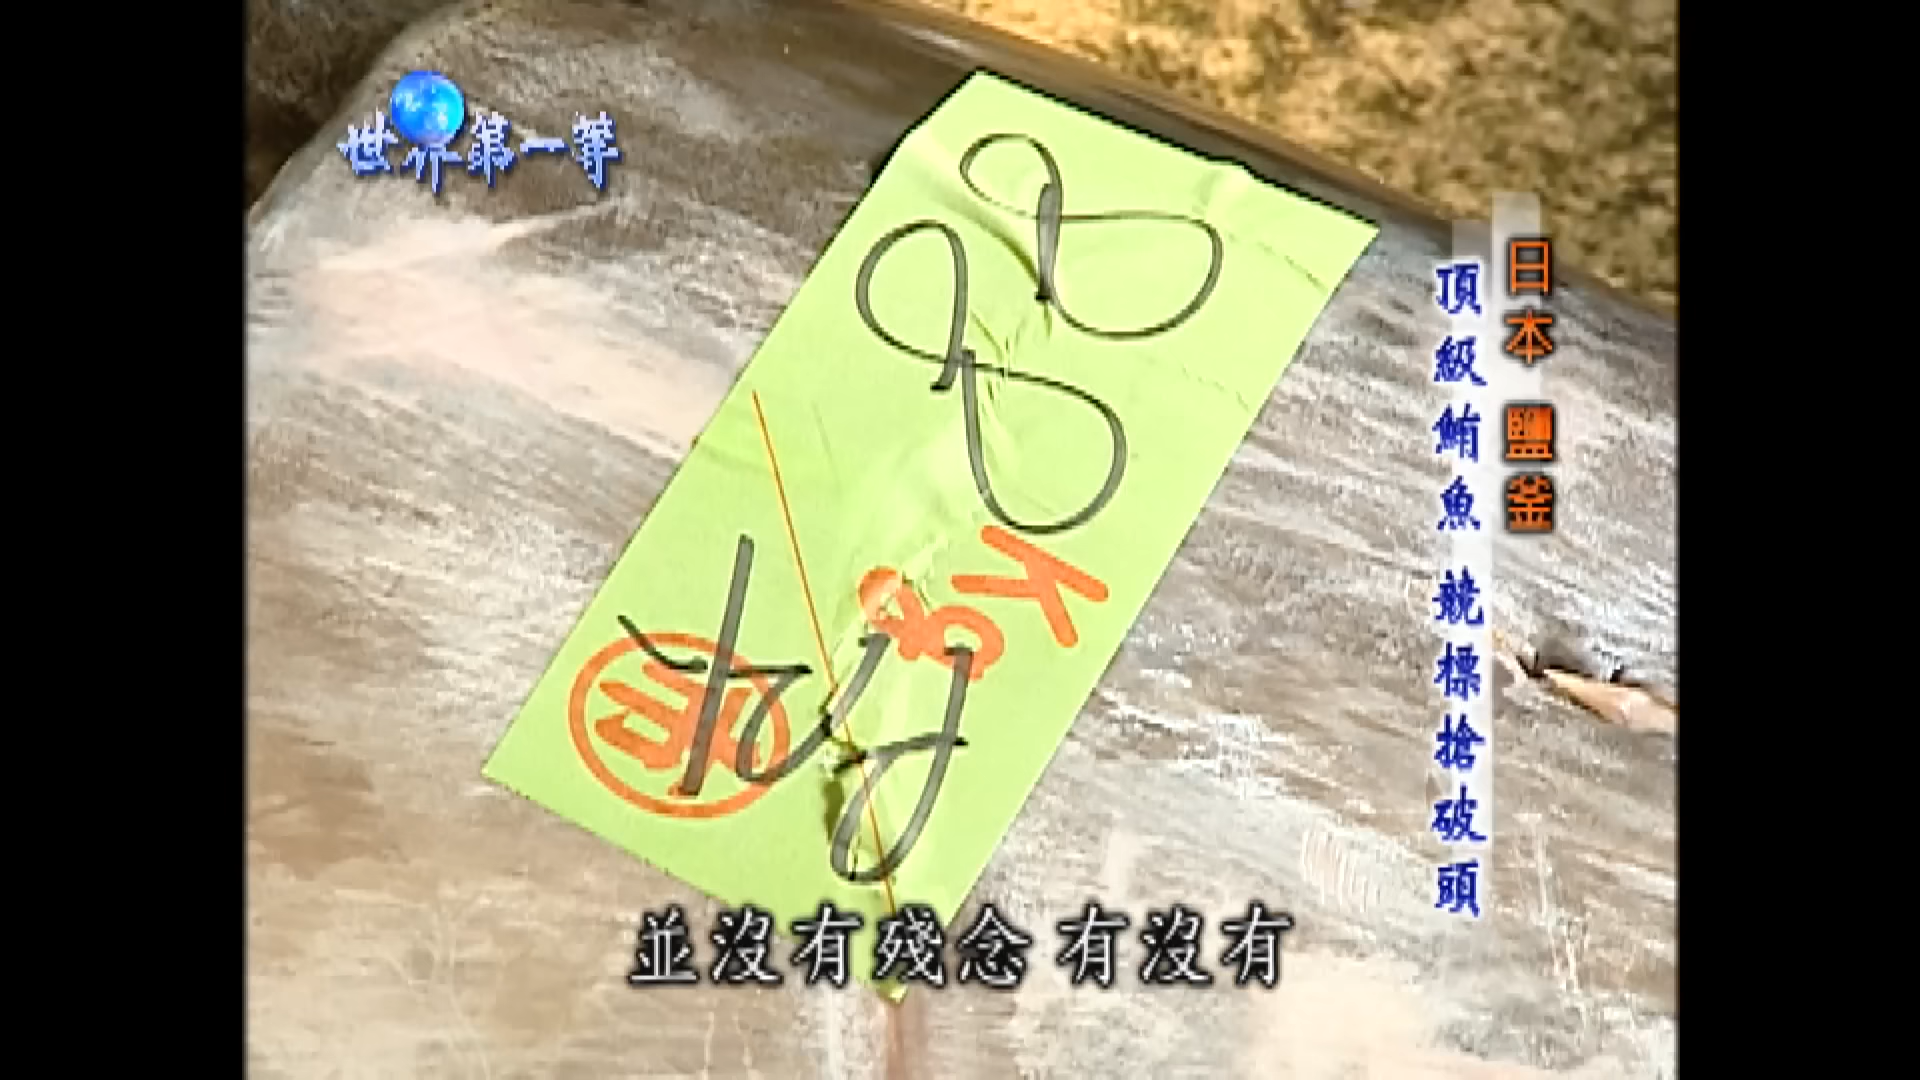 世界第一等
日本 鹽釜
頂級鮪魚 競標搶破頭
88
Kg
並沒有殘念 有沒有